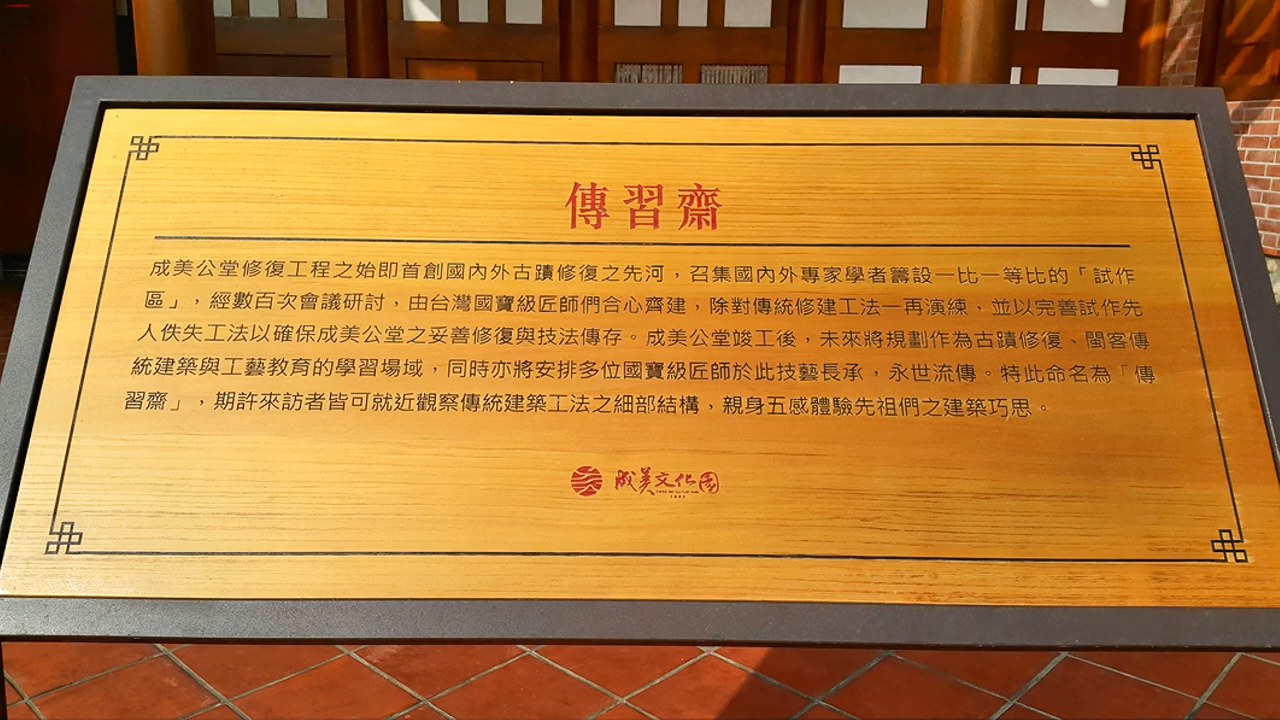 傳習齋
成美公堂修復工程之始即首創國內外古蹟修復之先河，召集國內外專家學者籌設一比一等比的「試作
區」，經數百次會議研討，由台灣國寶級匠師們合心齊建，除對傳統修建工法一再演練，並以完善試作先
人佚失工法以確保成美公堂之妥善修復與技法傳存。成美公堂竣工後，未來將規劃作為古蹟修復、閩客傳
統建築與工藝教育的學習場域，同時亦將安排多位國寶級匠師於此技藝長承，永世流傳。特此命名為「傳
習齋」，期許來訪者皆可就近觀察傳統建築工法之細部結構，親身五感體驗先祖們之建築巧思。
成美文化園